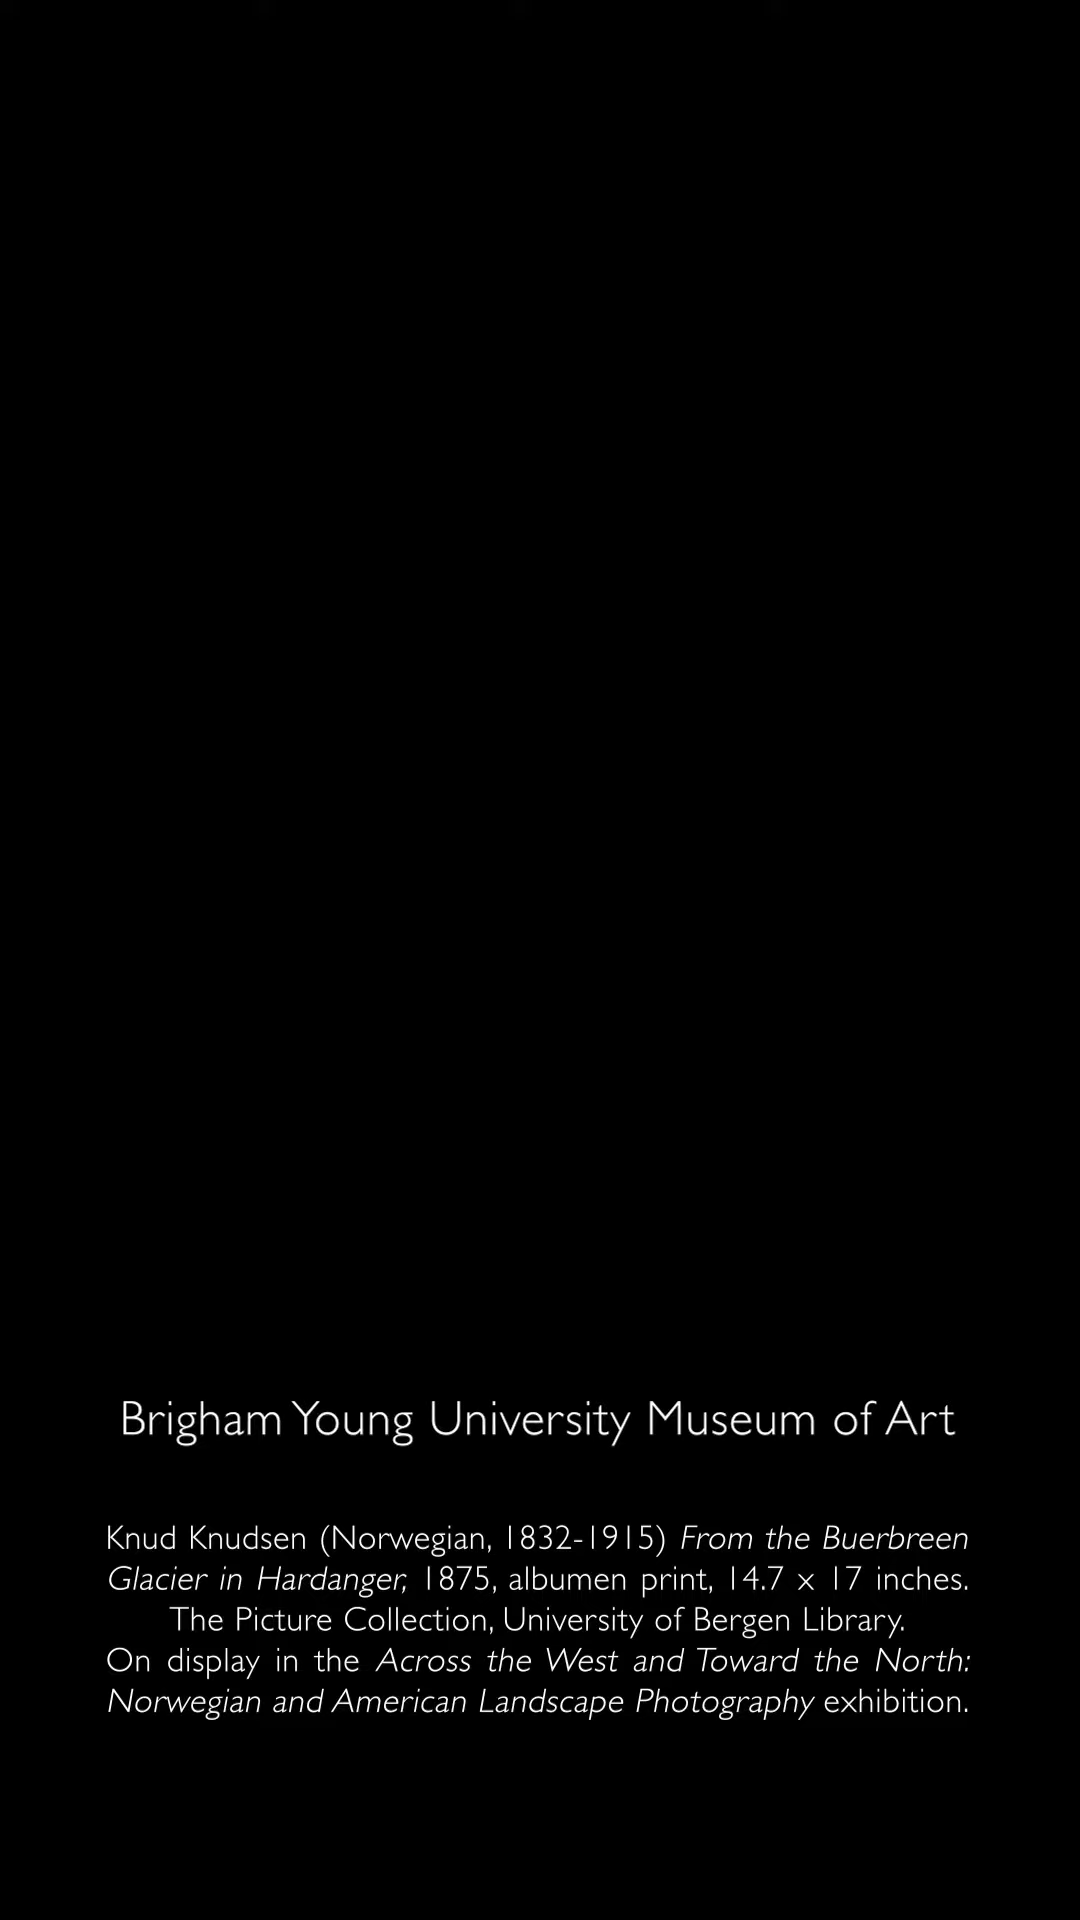 Brigham Young University Museum of Art
Knud Knudsen (Norwegian, 1832-1915) From the Buerbreen
Glacier in Hardanger, 1875, albumen print, 14.7 x 17 inches.
The Picture Collection, University of Bergen Library.
On display in the Across the West and Toward the North:
Norwegian and American Landscape Photography exhibition.